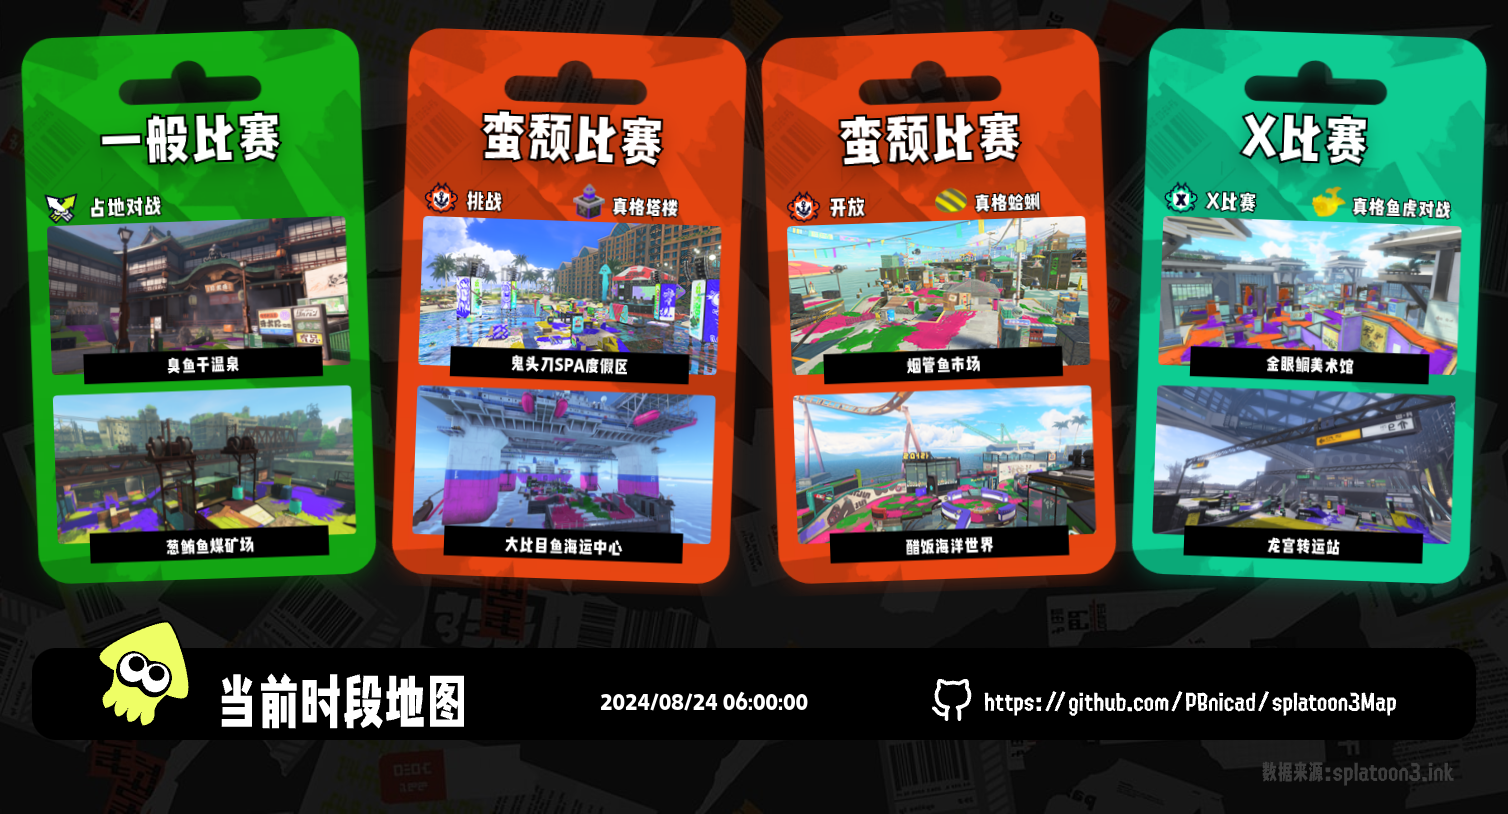 一般比赛
占地对战
臭鱼干温泉
葱鲔鱼煤矿场
蛮颓比赛
挑战
真格塔楼
鬼头刀SPA度假区
大比目鱼海运中心
蛮颓比赛
开放
真格蛤蜊
烟管鱼市场
醋饭海洋世界
X比赛
X比赛
真格鱼虎对战
金眼鲷美术馆
龙宫转运站
当前时段地图
2024/08/24 06:00:00
https://github.com/PBnicad/splatoon3Map
数据来源:splatoon3.ink